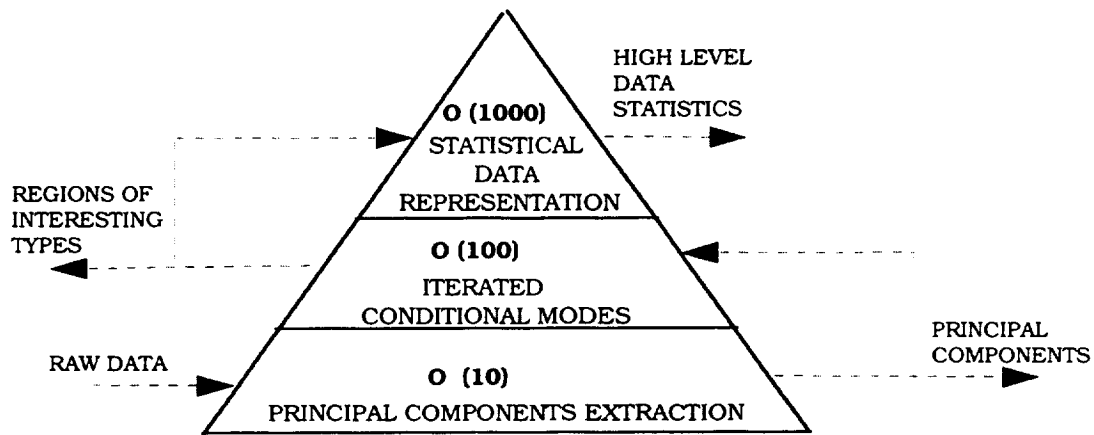 HIGH LEVEL
DATA
STATISTICS
O (1000)
STATISTICAL
DATA
REPRESENTATION
REGIONS OF
INTERESTING
TYPES
O (100)
ITERATED
CONDITIONAL MODES
PRINCIPAL
COMPONENTS
RAW DATA
O (10)
PRINCIPAL COMPONENTS EXTRACTION